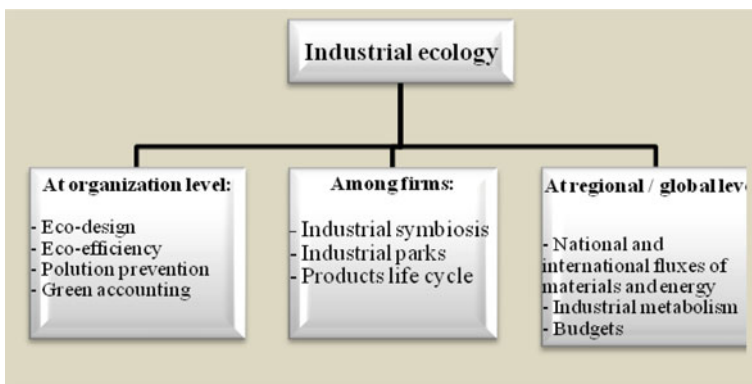 Industrial ecology
At organization level:
- Eco-design
- Eco-efficiency
- Polution prevention
- Green accounting
Among firms:
- Industrial symbiosis
- Industrial parks
- Products life cycle
At regional / global leve
- National and
international fluxes of
materials and energy
- Industrial metabolism
- Budgets